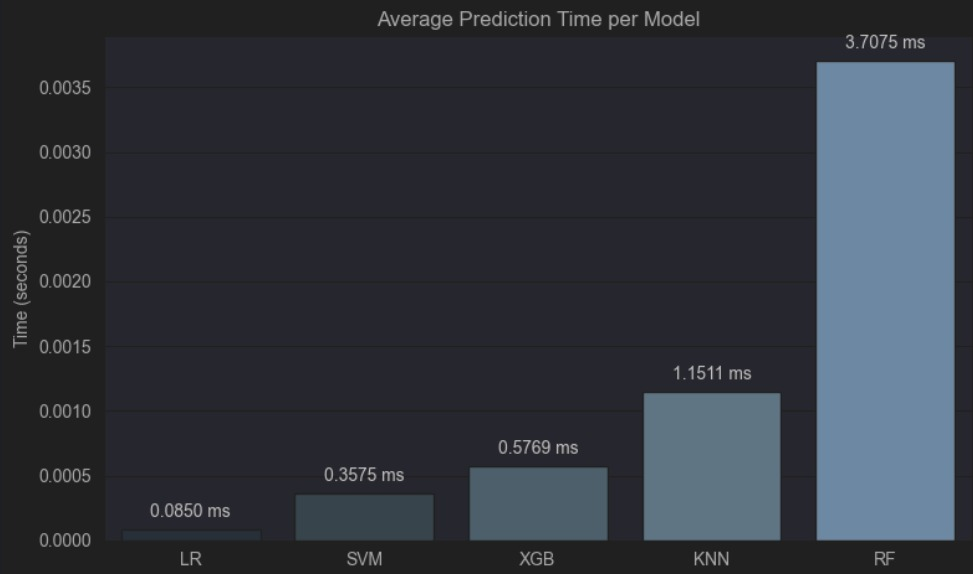 Average Prediction Time per Model
3.7075 ms
0.0035
0.0030
0.0025
0.0020
Time (seconds)
0.0015
1.1511 ms
0.0010
0.5769 ms
0.0005
0.3575 ms
0.0850 ms
0.0000
LR SVM XGB KNN RF